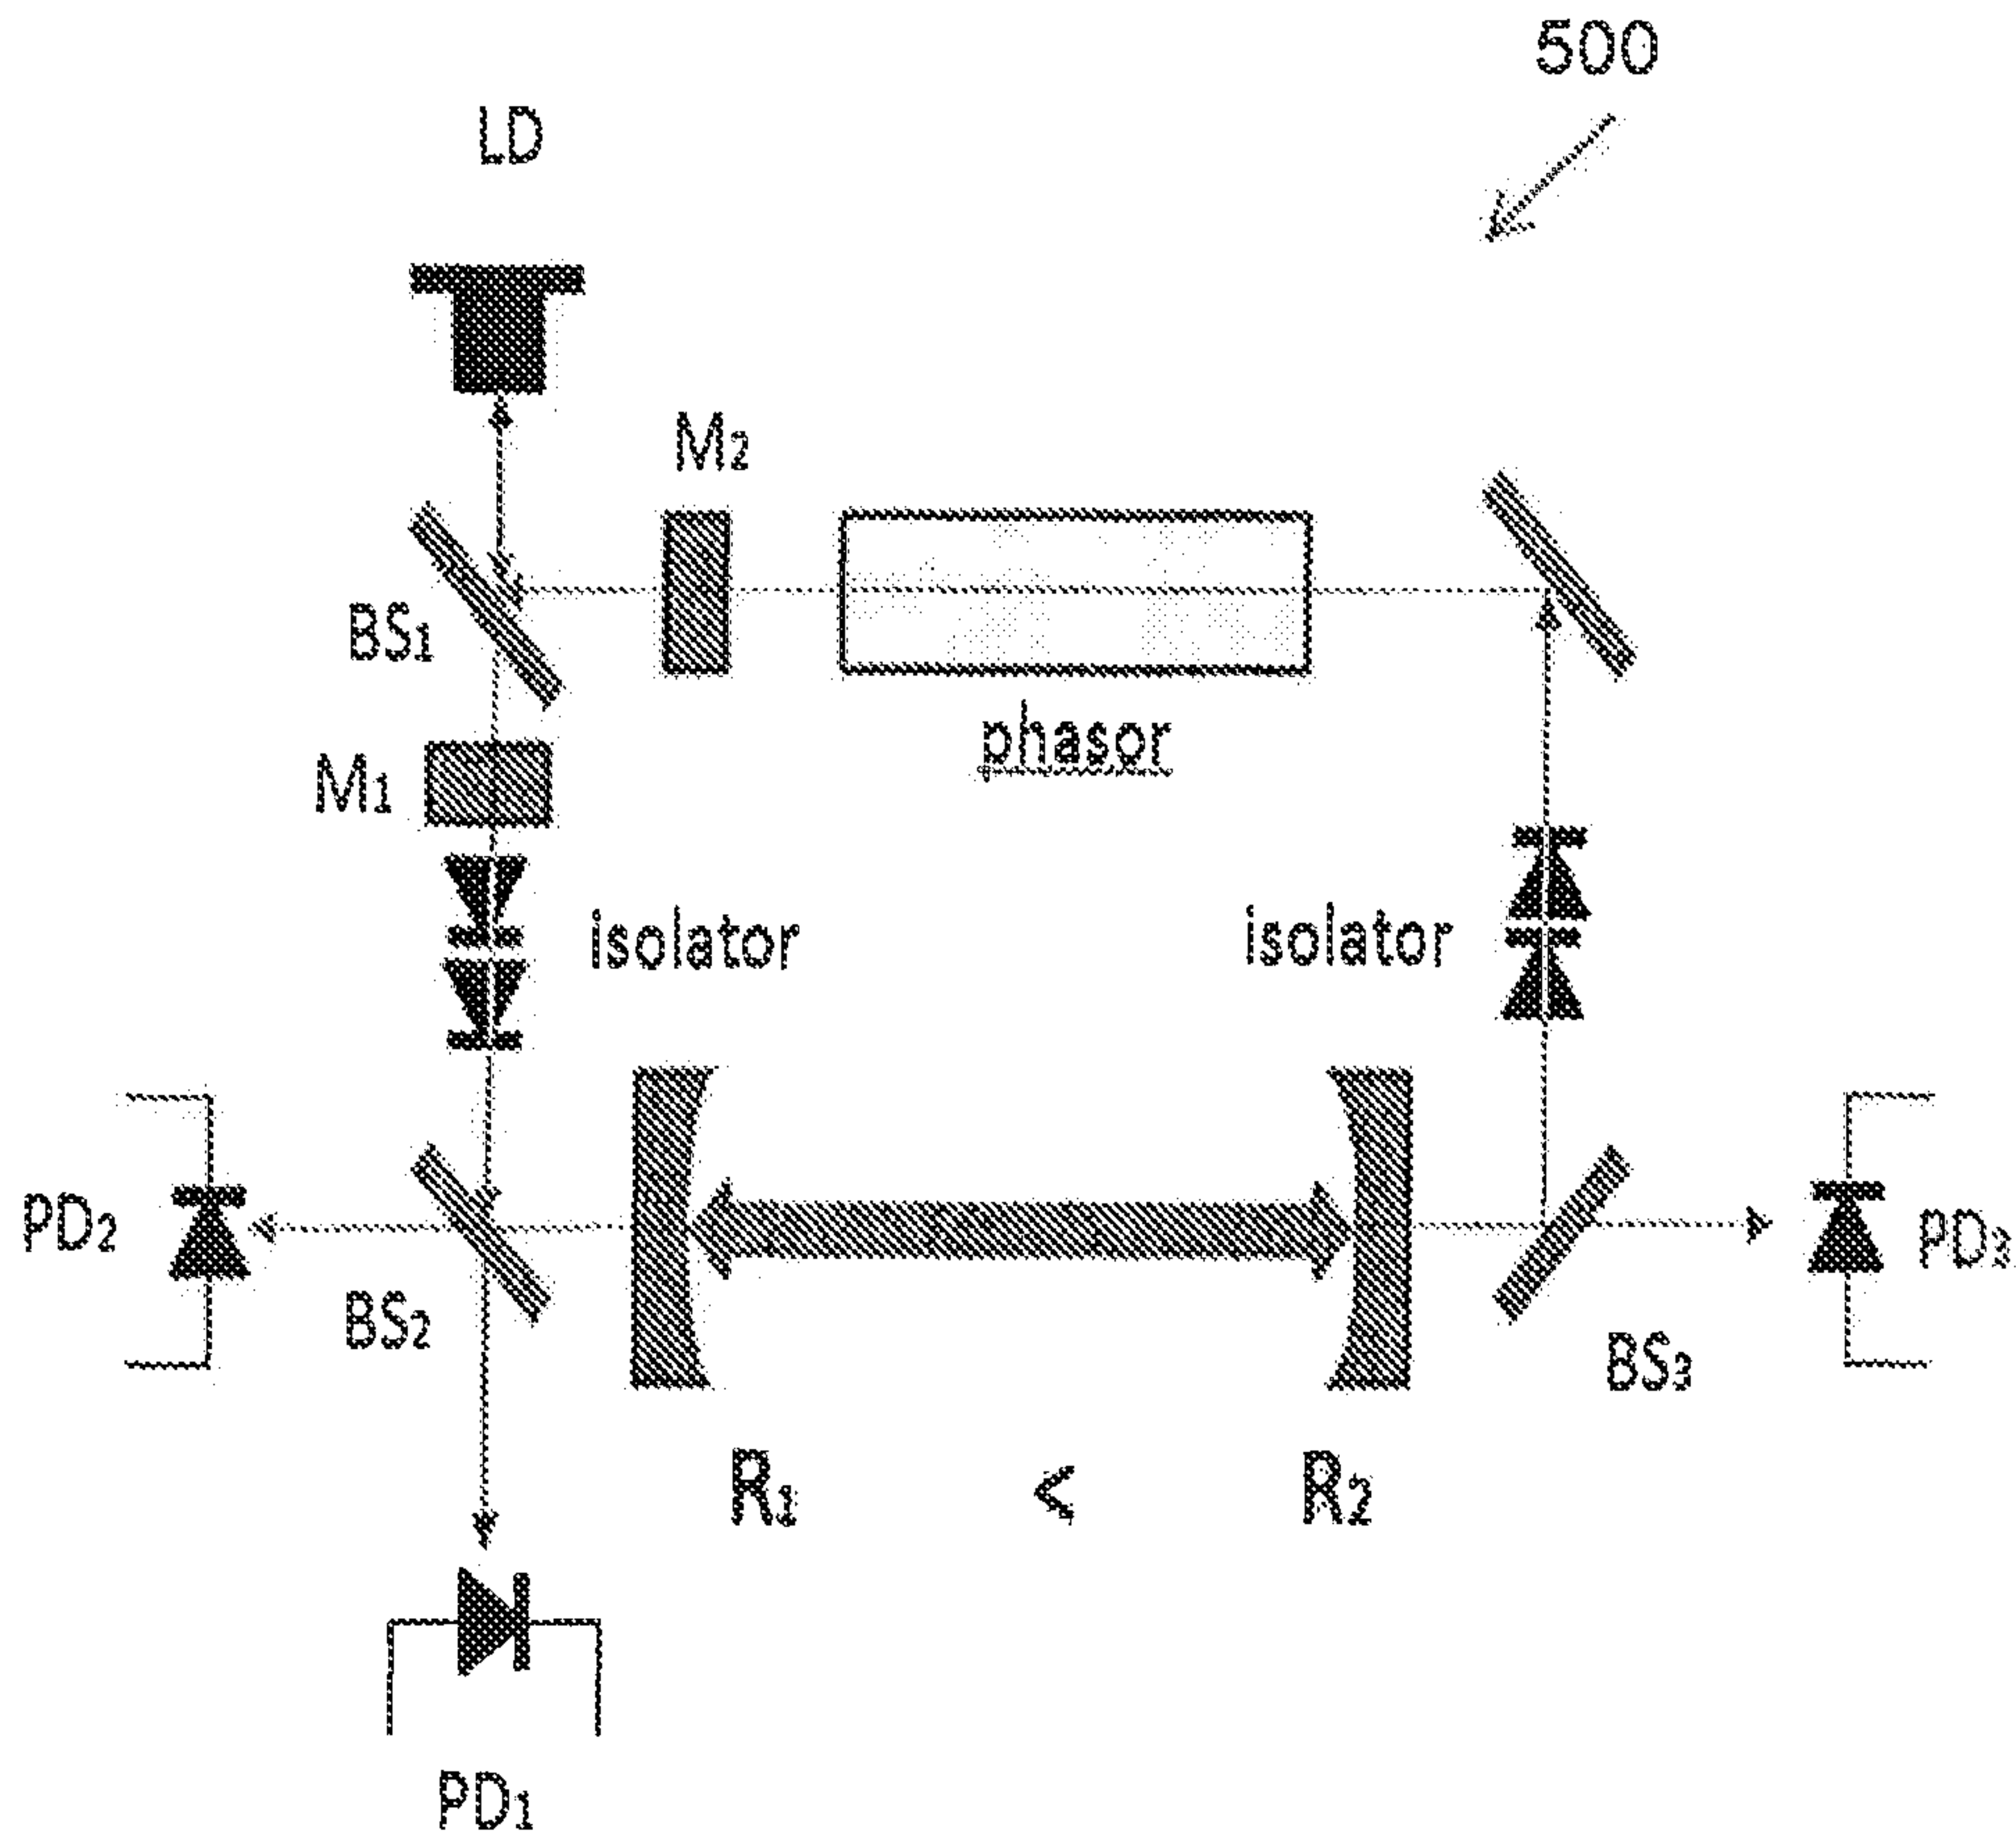 500
LD
M2
BS1
phasor
M1
isolator
isolator
PD2
PD3
BS2
BS3
R1 < R2
PD1